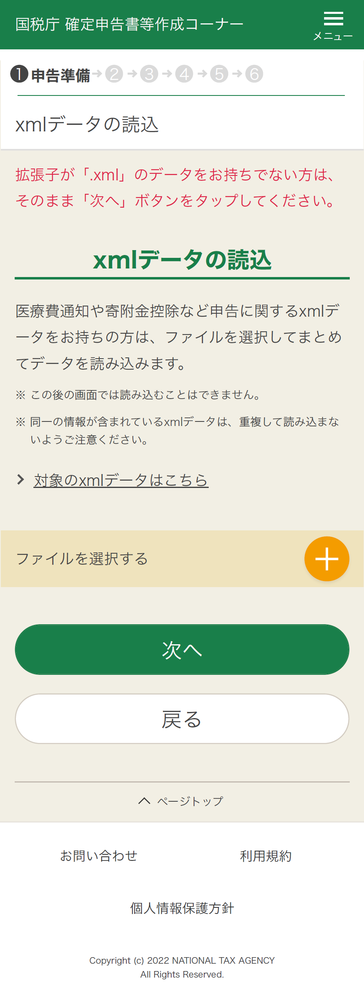 国税庁 確定申告書等作成コーナー
メニュー
1 申告準備 → 2 → 3 → 4 → 5 → 6
xmlデータの読込
拡張子が「.xml」のデータをお持ちでない方は、
そのまま「次へ」ボタンをタップしてください。
xmlデータの読込
医療費通知や寄附金控除など申告に関するxmlデ
ータをお持ちの方は、ファイルを選択してまとめ
てデータを読み込みます。
※ この後の画面では読み込むことはできません。
※ 同一の情報が含まれているxmlデータは、重複して読み込まな
いようご注意ください。
対象のxmlデータはこちら
ファイルを選択する
次へ
戻る
ページトップ
お問い合わせ 利用規約
個人情報保護方針
Copyright (c) 2022 NATIONAL TAX AGENCY
All Rights Reserved.